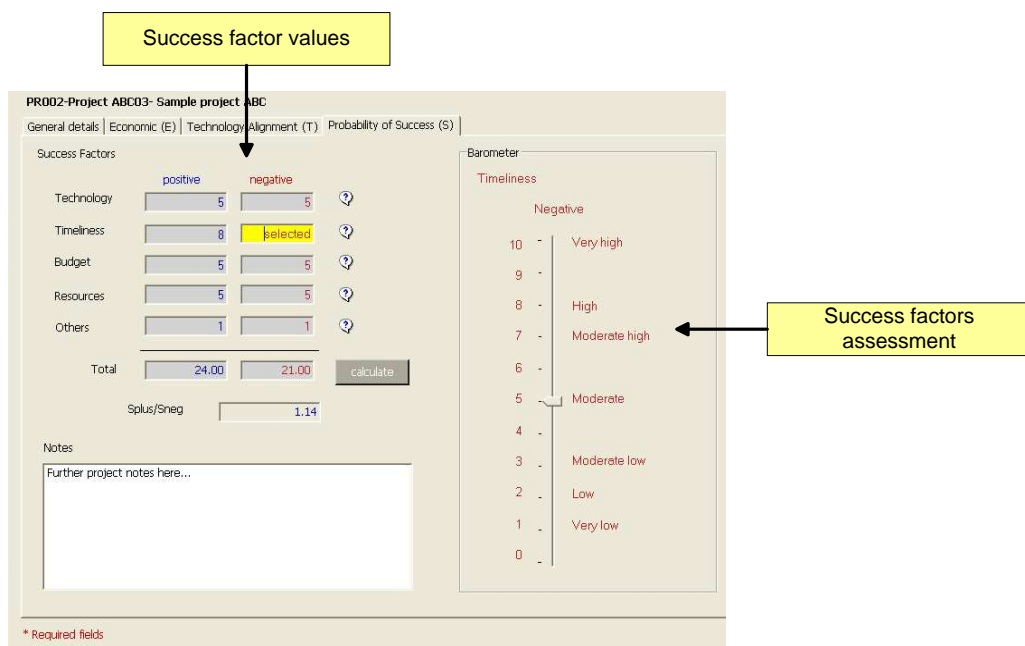 Success factor values
PR002-Project ABC03- Sample project ABC
General details Economic (E) Technology Alignment (T) Probability of Success (S)
Success Factors
positive negative
Technology 5 5
Timeliness 8 selected
Budget 5 5
Resources 5 5
Others 1 1
Total 24.00 21.00 calculate
Splus/Sneg 1.14
Notes
Further project notes here...
Barometer
Timeliness
Negative
10 Very high
9
8 High
7 Moderate high
6
5 Moderate
4
3 Moderate low
2 Low
1 Very low
0
Success factors
assessment
* Required fields